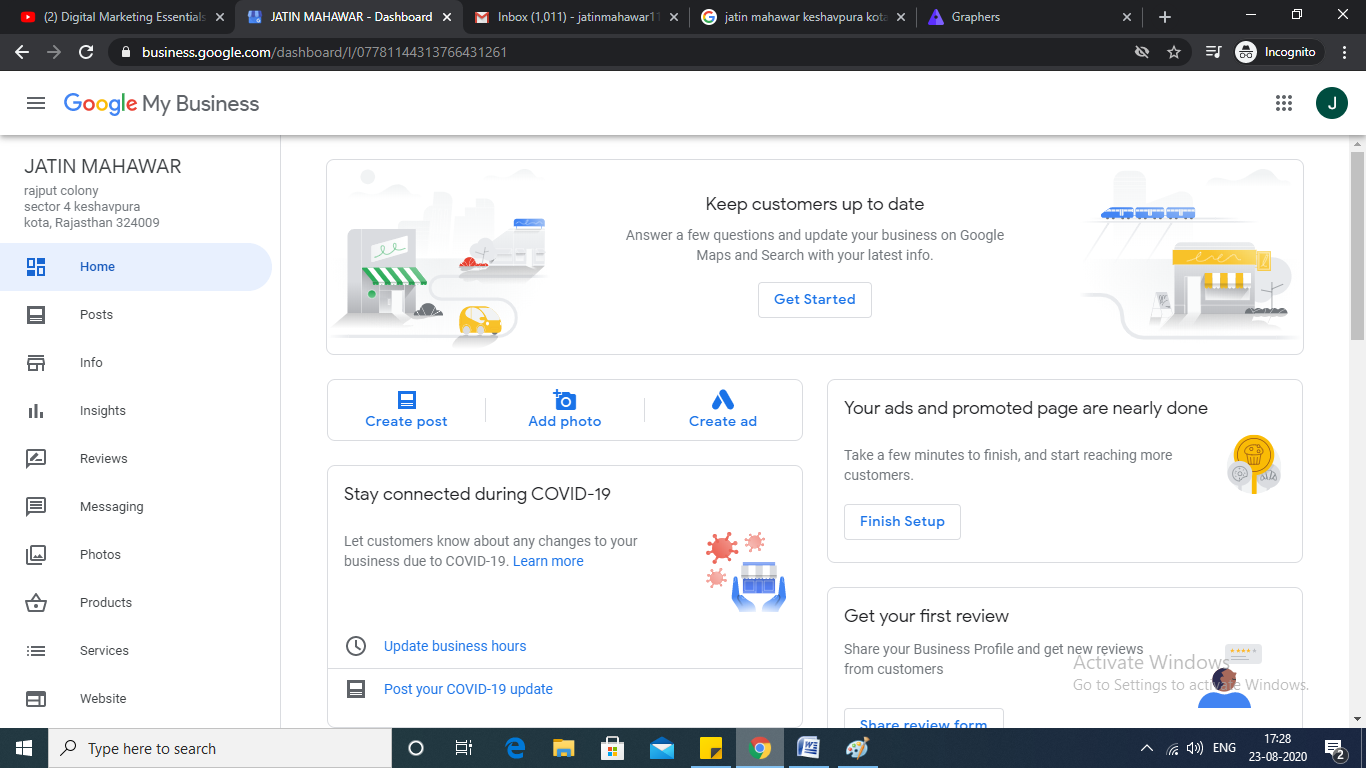 (2) Digital Marketing Essentials
JATIN MAHAWAR - Dashboard
Inbox (1,011) - jatinmahawar11
jatin mahawar keshavpura kota
Graphers
business.google.com/dashboard/l/07781144313766431261
Incognito
Google My Business
J
JATIN MAHAWAR
rajput colony
sector 4 keshavpura
kota, Rajasthan 324009
Home
Posts
Info
Insights
Reviews
Messaging
Photos
Products
Services
Website
Keep customers up to date
Answer a few questions and update your business on Google
Maps and Search with your latest info.
Get Started
Create post
Add photo
Create ad
Stay connected during COVID-19
Let customers know about any changes to your
business due to COVID-19. Learn more
Update business hours
Post your COVID-19 update
Your ads and promoted page are nearly done
Take a few minutes to finish, and start reaching more
customers.
Finish Setup
Get your first review
Share your Business Profile and get new reviews
from customers
Share review form
Activate Windows
Go to Settings to activate Windows.
Type here to search
ENG
17:28
23-08-2020
2